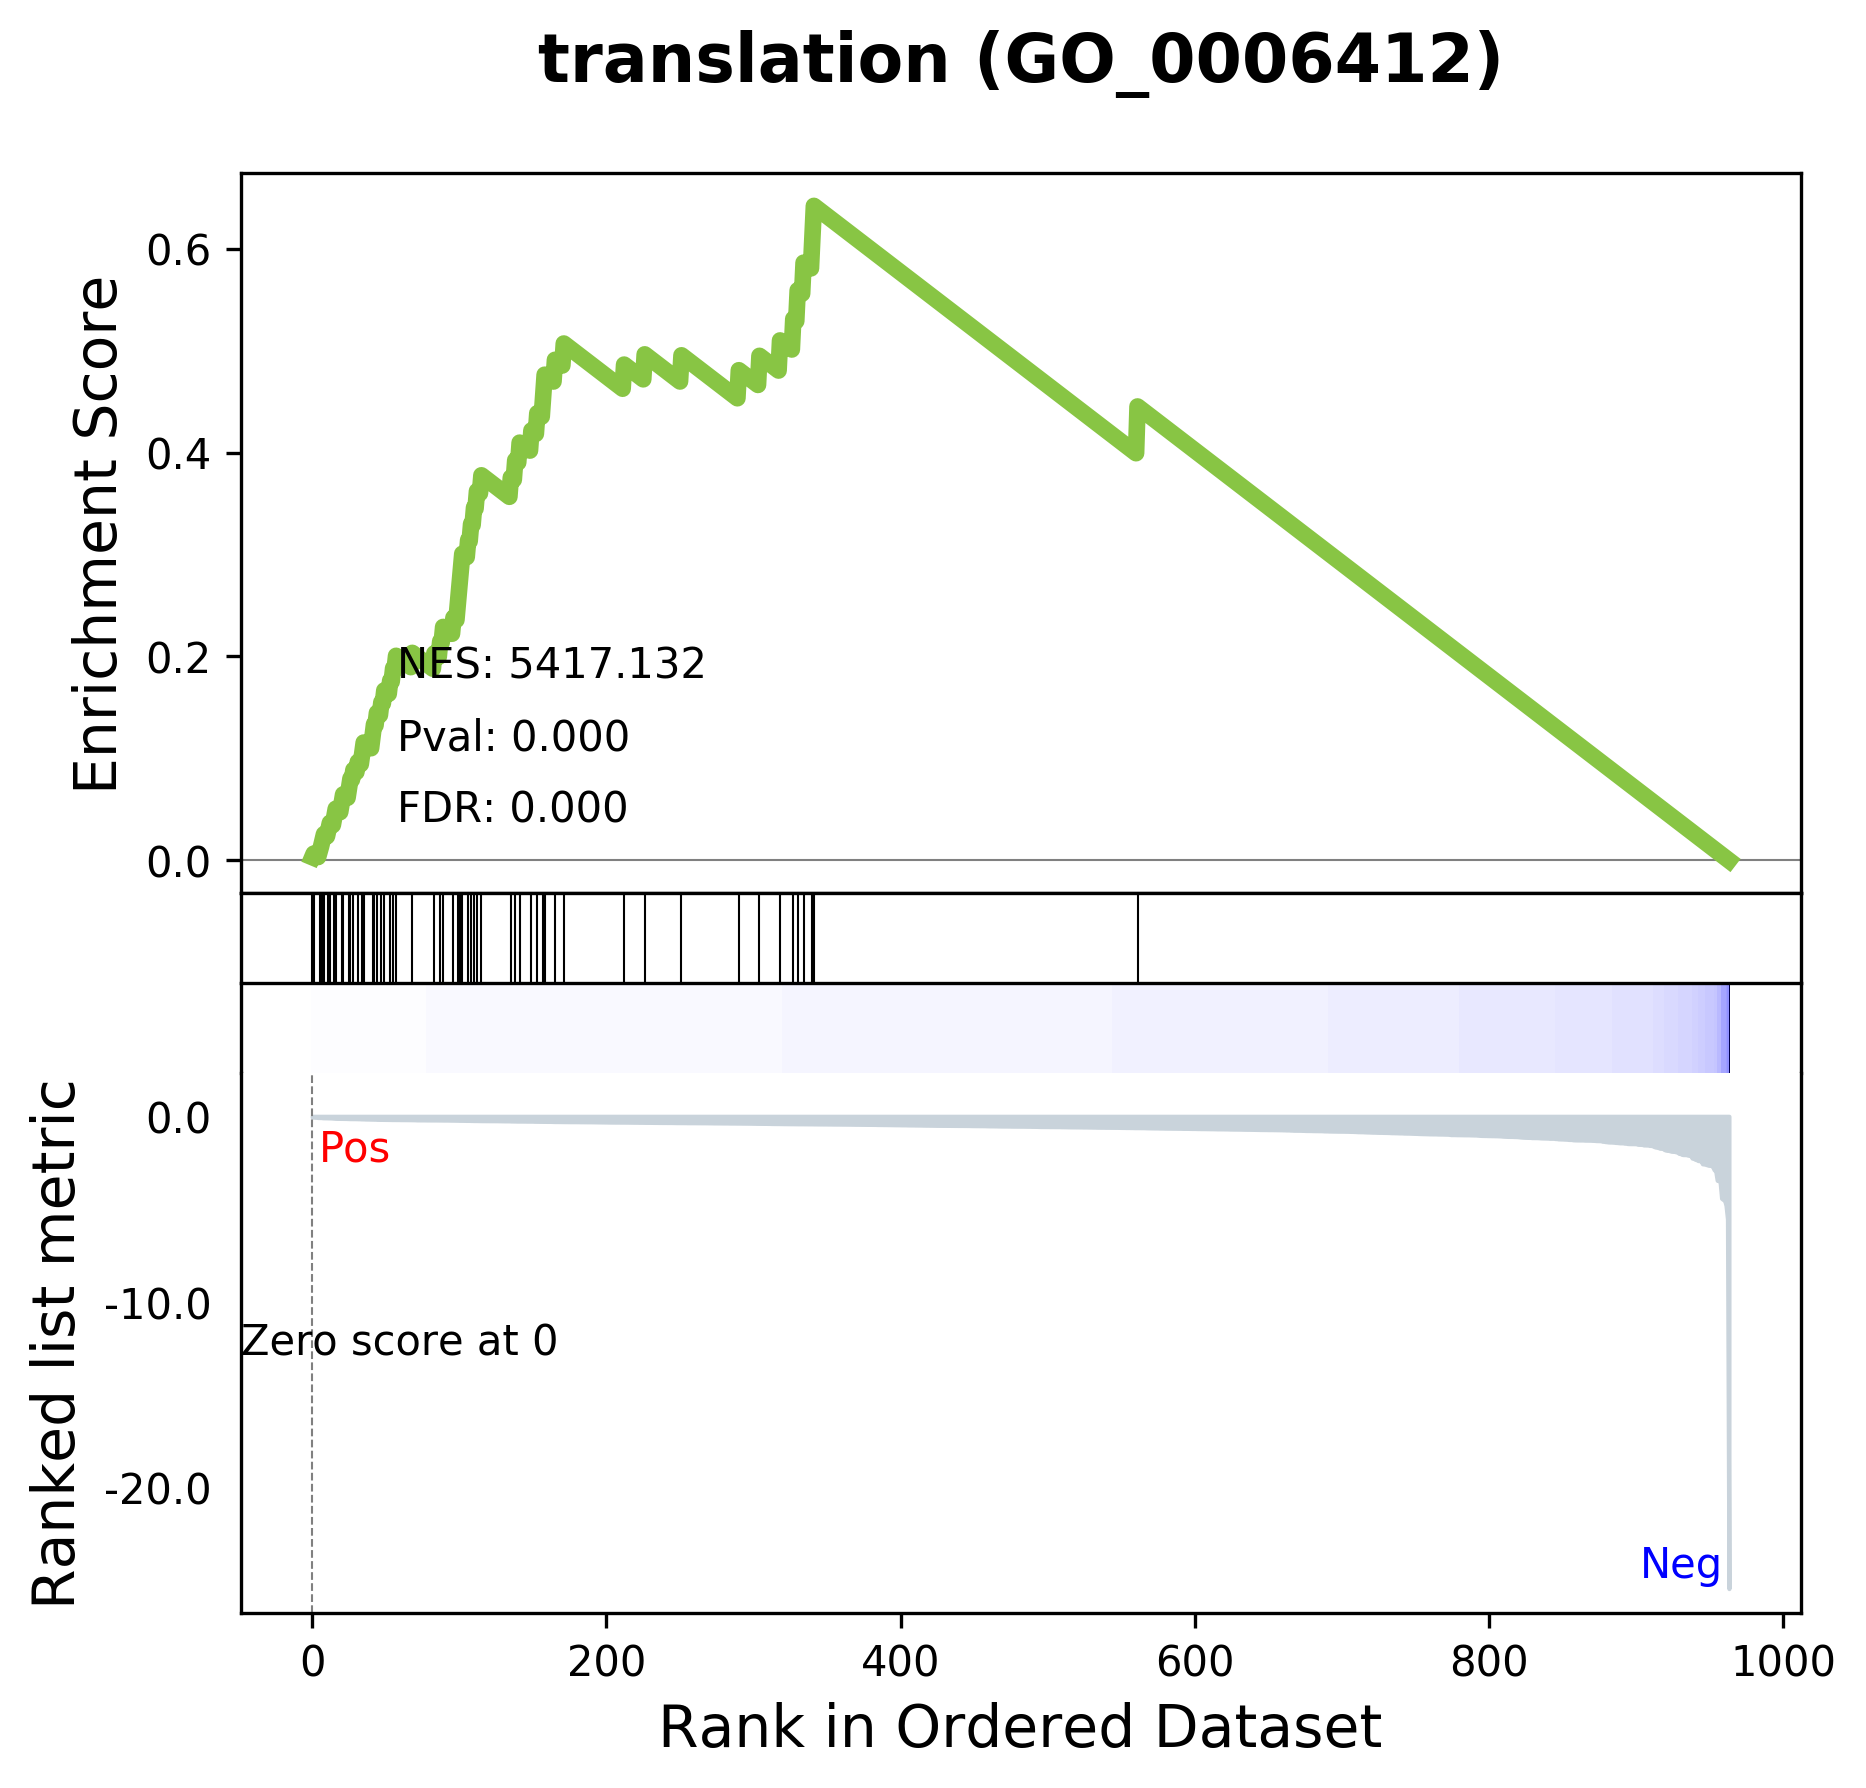 translation (GO_0006412)
Enrichment Score
0.6
0.4
0.2
0.0
NES: 5417.132
Pval: 0.000
FDR: 0.000
Ranked list metric
0.0
-10.0
-20.0
Pos
Zero score at 0
Neg
0 200 400 600 800 1000
Rank in Ordered Dataset